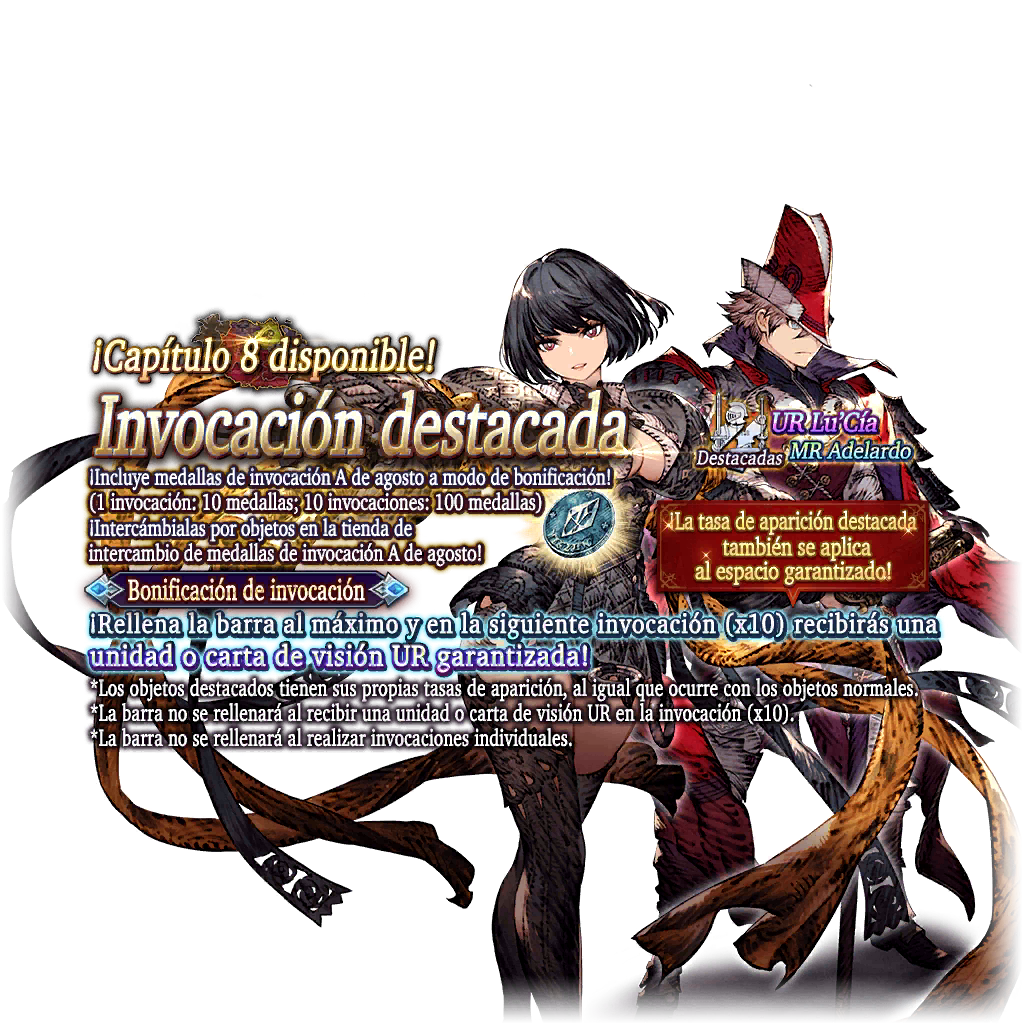 ¡Capítulo 8 disponible!
Invocación destacada
¡Incluye medallas de invocación A de agosto a modo de bonificación!
(1 invocación: 10 medallas; 10 invocaciones: 100 medallas)
¡Intercámbialas por objetos en la tienda de
intercambio de medallas de invocación A de agosto!
Destacadas
UR Lu'Cía
MR Adelardo
¡La tasa de aparición destacada
también se aplica
al espacio garantizado!
Bonificación de invocación
¡Rellena la barra al máximo y en la siguiente invocación (x10) recibirás una
unidad o carta de visión UR garantizada!
*Los objetos destacados tienen sus propias tasas de aparición, al igual que ocurre con los objetos normales.
*La barra no se rellenará al recibir una unidad o carta de visión UR en la invocación (x10).
*La barra no se rellenará al realizar invocaciones individuales.